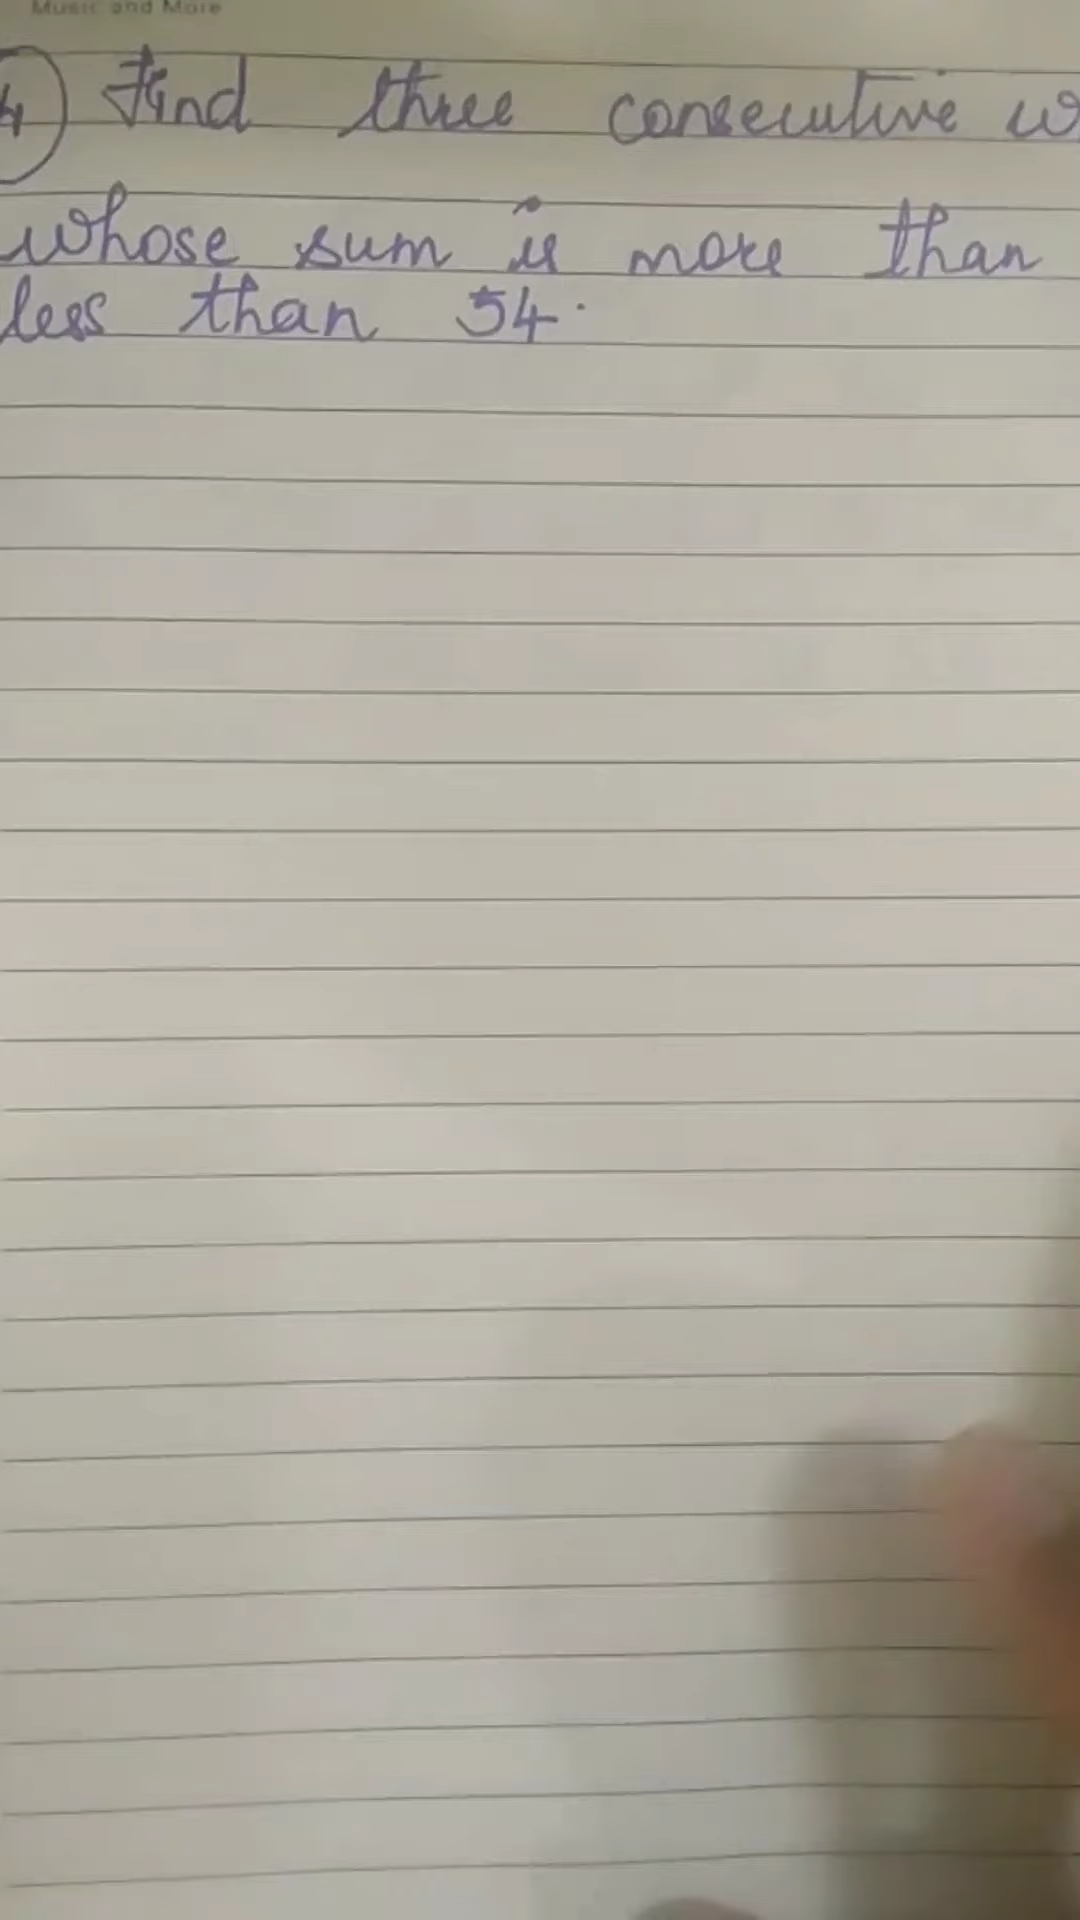 Music and More
4) Find three consecutive w
whose sum is more than
less than 54.